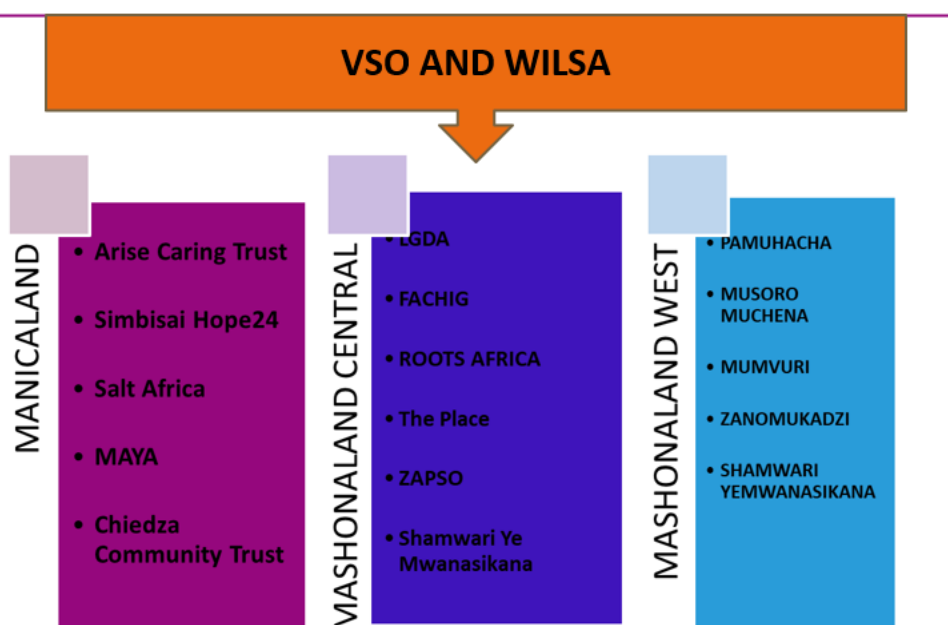 VSO AND WILSA
MANICALAND
• Arise Caring Trust
• Simbisai Hope24
• Salt Africa
• MAYA
• Chiedza
Community Trust
MASHONALAND CENTRAL
• LGDA
• FACHIG
• ROOTS AFRICA
• The Place
• ZAPSO
• Shamwari Ye
Mwanasikana
MASHONALAND WEST
• PAMUHACHA
• MUSORO
MUCHENA
• MUMVURI
• ZANOMUKADZI
• SHAMWARI
YEMWANASIKANA